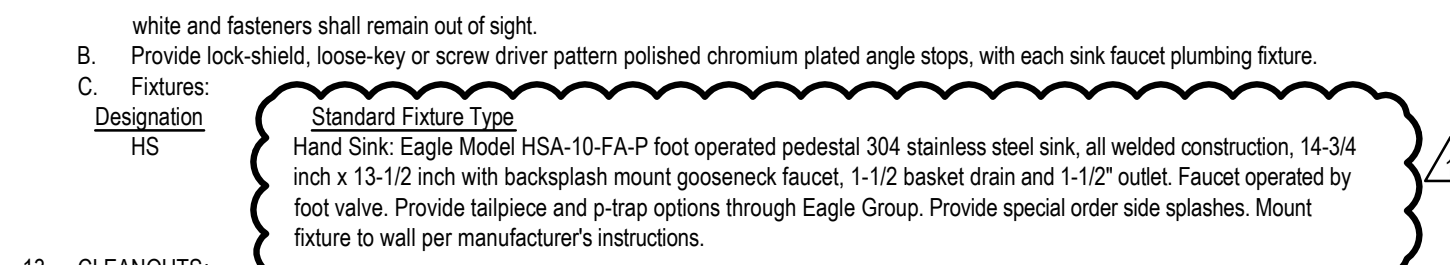 white and fasteners shall remain out of sight.
B. Provide lock-shield, loose-key or screw driver pattern polished chromium plated angle stops, with each sink faucet plumbing fixture.
C. Fixtures:
Designation Standard Fixture Type
HS Hand Sink: Eagle Model HSA-10-FA-P foot operated pedestal 304 stainless steel sink, all welded construction, 14-3/4
inch x 13-1/2 inch with backsplash mount gooseneck faucet, 1-1/2 basket drain and 1-1/2" outlet. Faucet operated by
foot valve. Provide tailpiece and p-trap options through Eagle Group. Provide special order side splashes. Mount
fixture to wall per manufacturer's instructions.
CLEANOUTS: